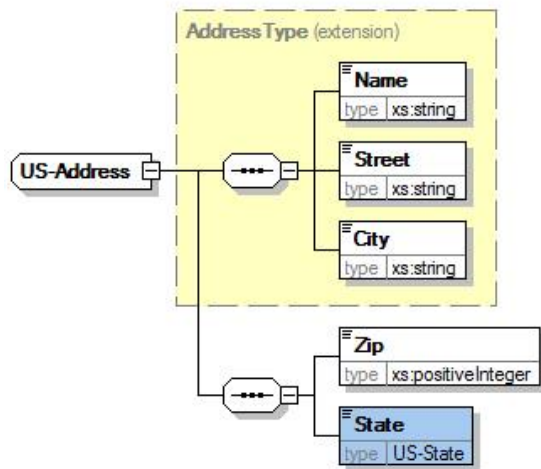 AddressType (extension)
Name
type xs:string
US-Address
Street
type xs:string
City
type xs:string
Zip
type xs:positiveInteger
State
type US-State